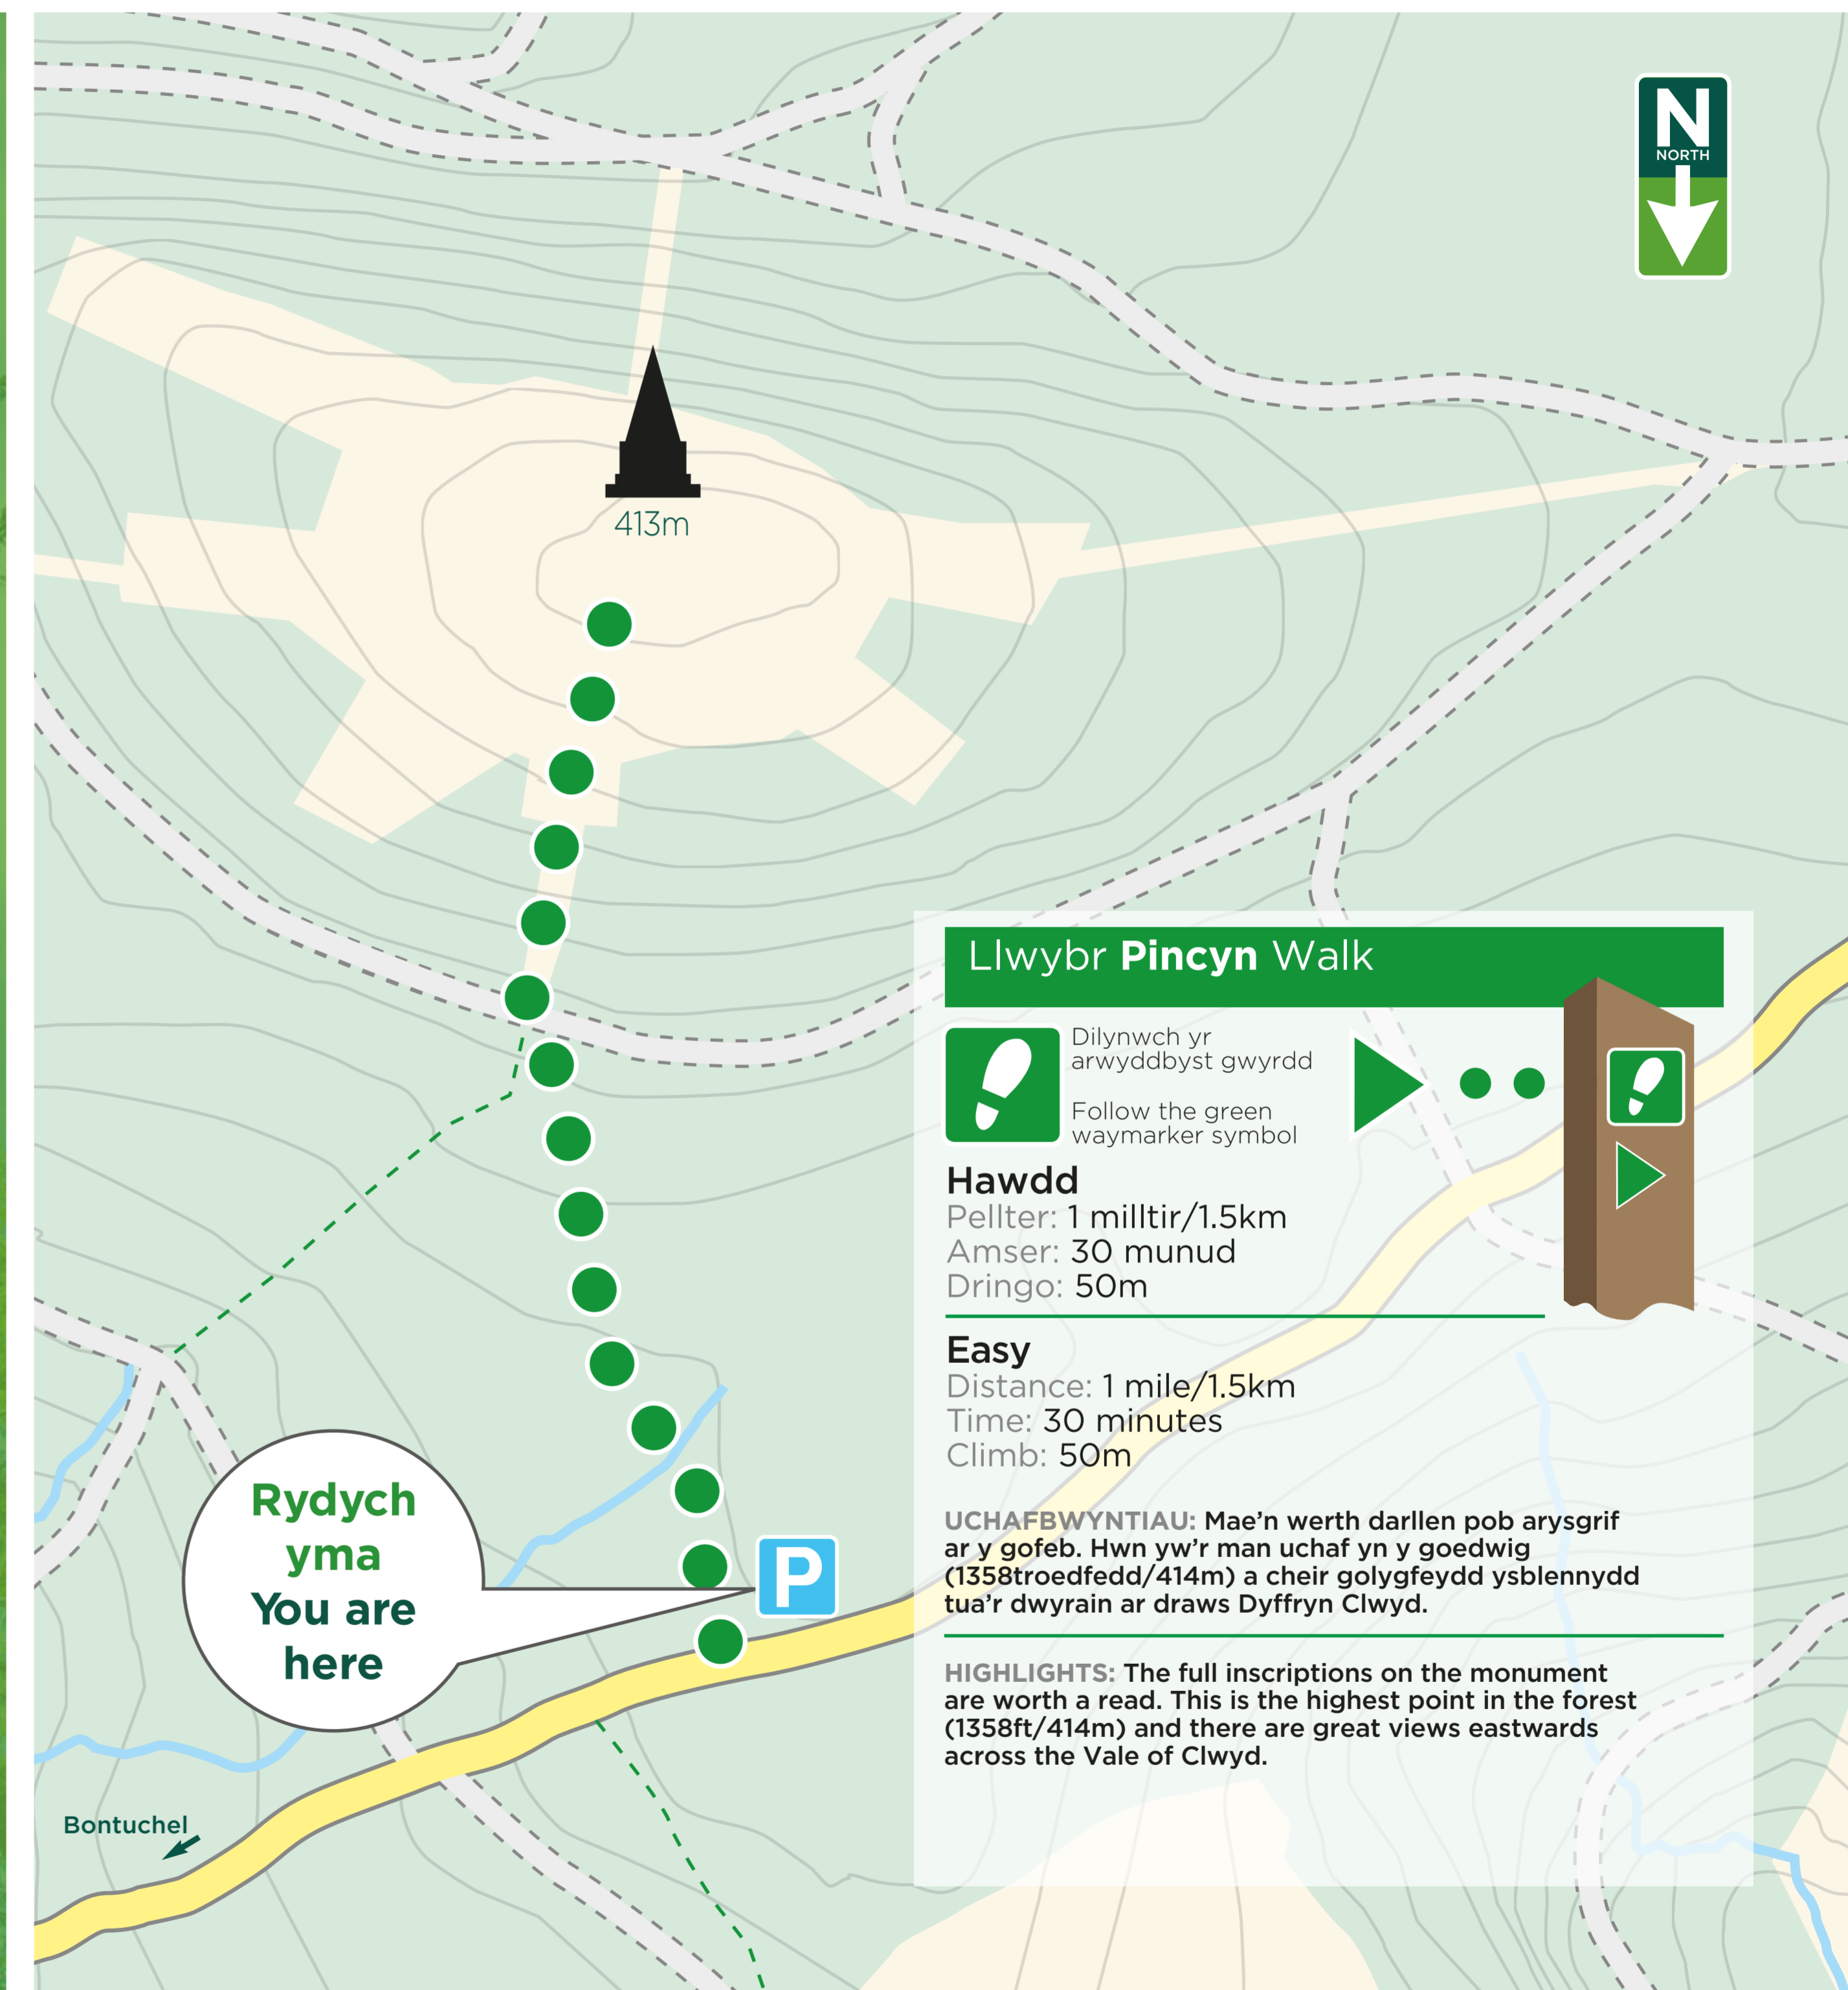 N
NORTH
413m
Llwybr Pincyn Walk
Dilynwch yr
arwyddbyst gwyrdd
Follow the green
waymarker symbol
Hawdd
Pellter: 1 milltir/1.5km
Amser: 30 munud
Dringo: 50m
Easy
Distance: 1 mile/1.5km
Time: 30 minutes
Climb: 50m
UCHAFBWYNTIAU: Mae’n werth darllen pob arysgrif
ar y gofeb. Hwn yw’r man uchaf yn y goedwig
(1358troedfedd/414m) a cheir golygfeydd ysblennydd
tua’r dwyrain ar draws Dyffryn Clwyd.
HIGHLIGHTS: The full inscriptions on the monument
are worth a read. This is the highest point in the forest
(1358ft/414m) and there are great views eastwards
across the Vale of Clwyd.
Rydych
yma
You are
here
P
Bontuchel